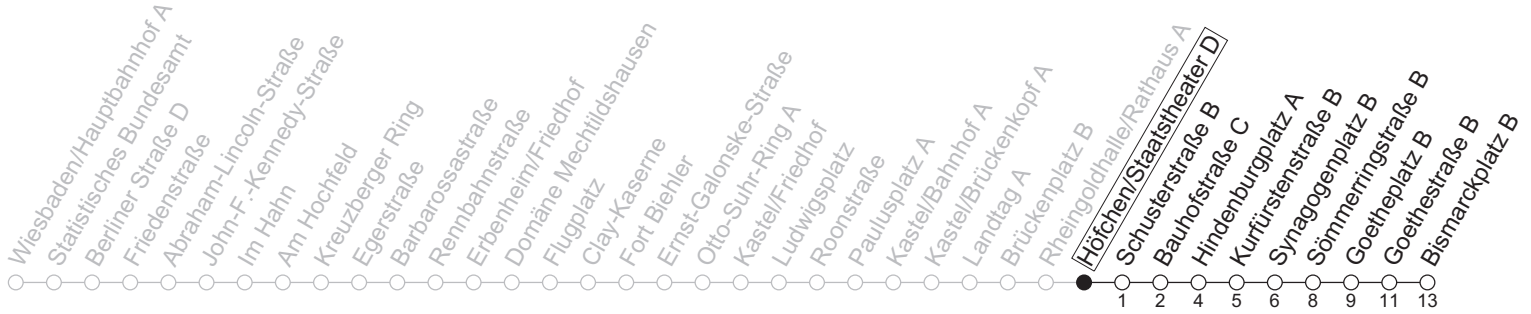 Wiesbaden/Hauptbahnhof A
Statistisches Bundesamt
Berliner Straße D
Friedenstraße
Abraham-Lincoln-Straße
John-F.-Kennedy-Straße
Im Hahn
Am Hochfeld
Kreuzberger Ring
Egerstraße
Barbarossastraße
Rennbahnstraße
Erbenheim/Friedhof
Domäne Mechtildshausen
Flugplatz
Clay-Kaserne
Fort Biehler
Ernst-Galonske-Straße
Otto-Suhr-Ring A
Kastel/Friedhof
Ludwigsplatz
Roonstraße
Paulusplatz A
Kastel/Bahnhof A
Kastel/Brückenkopf A
Landtag A
Brückenplatz B
Rheingoldhalle/Rathaus A
Höfchen/Staatstheater D
Schusterstraße B
Bauhofstraße C
Hindenburgplatz A
Kurfürstenstraße B
Synagogenplatz B
Sömmerringstraße B
Goetheplatz B
Goethestraße B
Bismarckplatz B
1 2 4 5 6 8 9 11 13